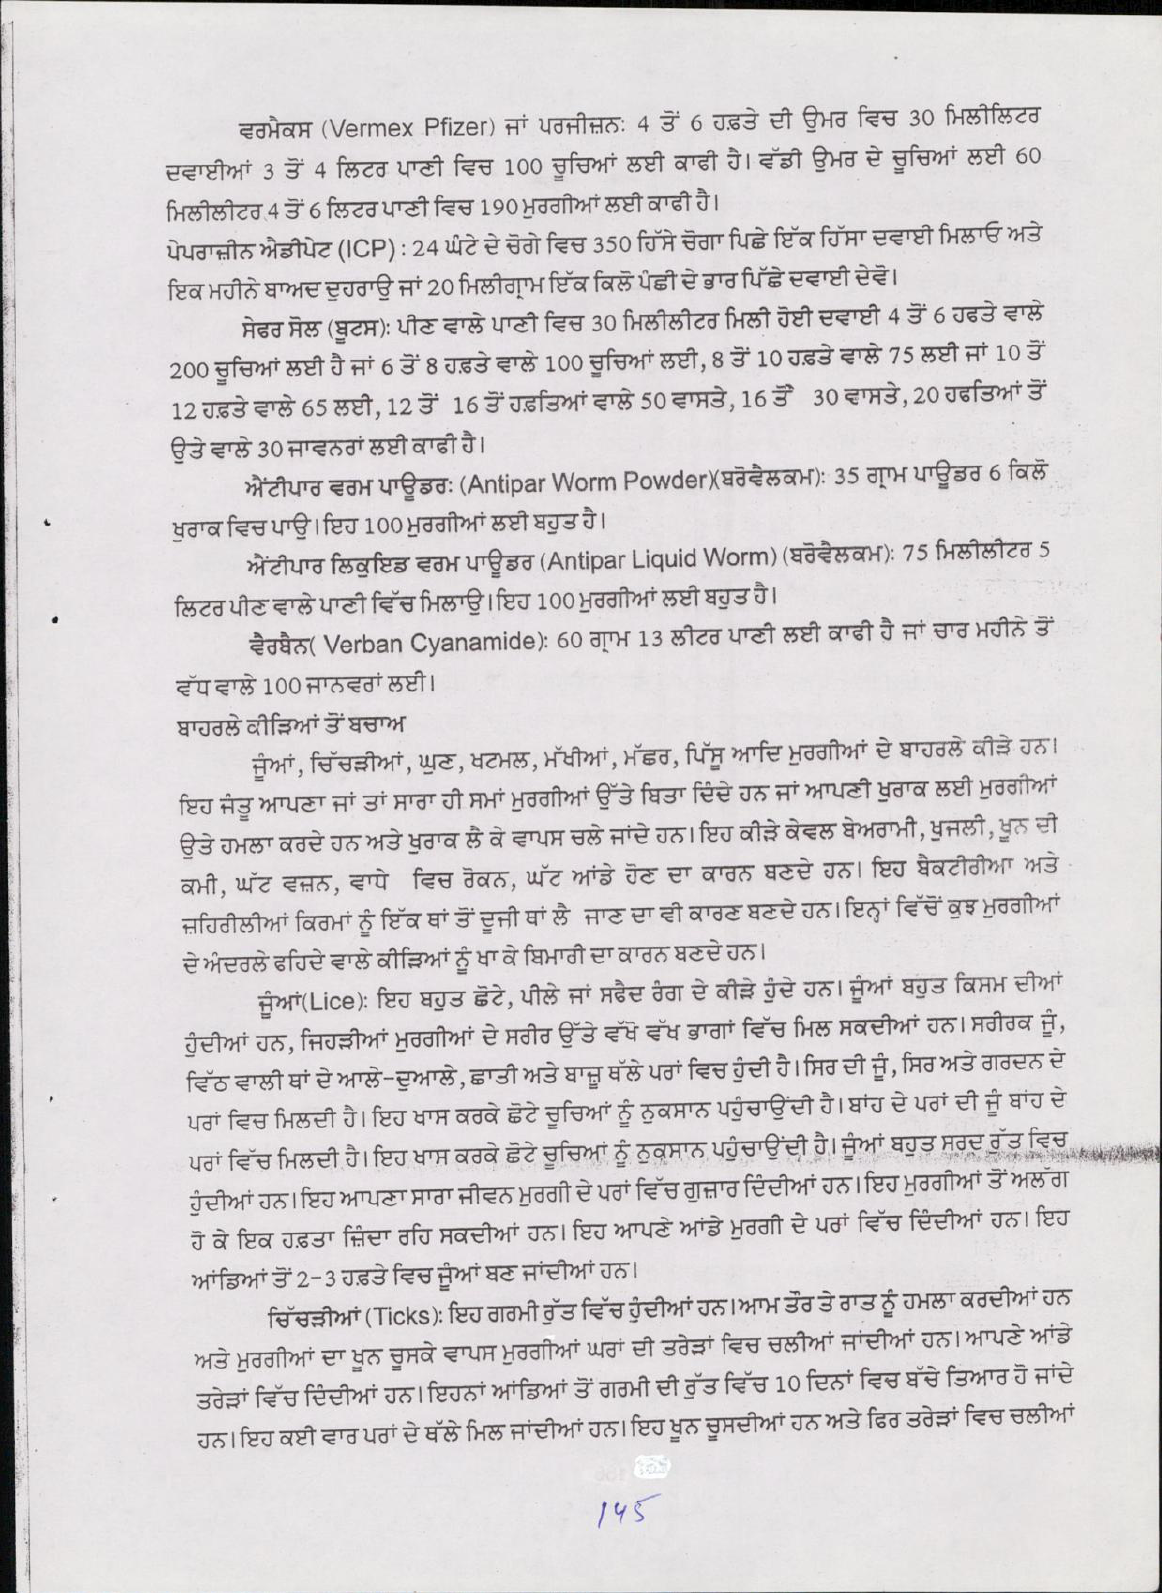 ਵਰਮੈਕਸ (Vermex Pfizer) ਜਾਂ ਪਰਜੀਜ਼ਨ: 4 ਤੋਂ 6 ਹਫ਼ਤੇ ਦੀ ਉਮਰ ਵਿਚ 30 ਮਿਲੀਲਿਟਰ
ਦਵਾਈਆਂ 3 ਤੋਂ 4 ਲਿਟਰ ਪਾਣੀ ਵਿਚ 100 ਚੂਚਿਆਂ ਲਈ ਕਾਫੀ ਹੈ। ਵੱਡੀ ਉਮਰ ਦੇ ਚੂਚਿਆਂ ਲਈ 60
ਮਿਲੀਲੀਟਰ 4 ਤੋਂ 6 ਲਿਟਰ ਪਾਣੀ ਵਿਚ 190 ਮੁਰਗੀਆਂ ਲਈ ਕਾਫੀ ਹੈ।
ਪੇਪਰਾਜ਼ੀਨ ਐਡੀਪੇਟ (ICP) : 24 ਘੰਟੇ ਦੇ ਚੋਗੇ ਵਿਚ 350 ਹਿੱਸੇ ਚੋਗਾ ਪਿਛੇ ਇੱਕ ਹਿੱਸਾ ਦਵਾਈ ਮਿਲਾਓ ਅਤੇ
ਇਕ ਮਹੀਨੇ ਬਾਅਦ ਦੁਹਰਾਉ ਜਾਂ 20 ਮਿਲੀਗ੍ਰਾਮ ਇੱਕ ਕਿਲੋ ਪੰਛੀ ਦੇ ਭਾਰ ਪਿੱਛੇ ਦਵਾਈ ਦੇਵੋ।
ਸੇਫਰ ਸੋਲ (ਬੂਟਸ): ਪੀਣ ਵਾਲੇ ਪਾਣੀ ਵਿਚ 30 ਮਿਲੀਲੀਟਰ ਮਿਲੀ ਹੋਈ ਦਵਾਈ 4 ਤੋਂ 6 ਹਫਤੇ ਵਾਲੇ
200 ਚੂਚਿਆਂ ਲਈ ਹੈ ਜਾਂ 6 ਤੋਂ 8 ਹਫ਼ਤੇ ਵਾਲੇ 100 ਚੂਚਿਆਂ ਲਈ, 8 ਤੋਂ 10 ਹਫ਼ਤੇ ਵਾਲੇ 75 ਲਈ ਜਾਂ 10 ਤੋਂ
12 ਹਫ਼ਤੇ ਵਾਲੇ 65 ਲਈ, 12 ਤੋਂ 16 ਤੋਂ ਹਫ਼ਤਿਆਂ ਵਾਲੇ 50 ਵਾਸਤੇ, 16 ਤੋਂ 30 ਵਾਸਤੇ, 20 ਹਫਤਿਆਂ ਤੋਂ
ਉਤੇ ਵਾਲੇ 30 ਜਾਵਨਰਾਂ ਲਈ ਕਾਫੀ ਹੈ।
ਐਂਟੀਪਾਰ ਵਰਮ ਪਾਊਡਰ: (Antipar Worm Powder)(ਬਰੋਵੈਲਕਮ): 35 ਗ੍ਰਾਮ ਪਾਊਡਰ 6 ਕਿਲੋ
ਖੁਰਾਕ ਵਿਚ ਪਾਉ। ਇਹ 100 ਮੁਰਗੀਆਂ ਲਈ ਬਹੁਤ ਹੈ।
ਐਂਟੀਪਾਰ ਲਿਕੁਇਡ ਵਰਮ ਪਾਊਡਰ (Antipar Liquid Worm) (ਬਰੋਵੈਲਕਮ): 75 ਮਿਲੀਲੀਟਰ 5
ਲਿਟਰ ਪੀਣ ਵਾਲੇ ਪਾਣੀ ਵਿੱਚ ਮਿਲਾਉ। ਇਹ 100 ਮੁਰਗੀਆਂ ਲਈ ਬਹੁਤ ਹੈ।
ਵੈਰਬੈਨ( Verban Cyanamide): 60 ਗ੍ਰਾਮ 13 ਲੀਟਰ ਪਾਣੀ ਲਈ ਕਾਫੀ ਹੈ ਜਾਂ ਚਾਰ ਮਹੀਨੇ ਤੋਂ
ਵੱਧ ਵਾਲੇ 100 ਜਾਨਵਰਾਂ ਲਈ।
ਬਾਹਰਲੇ ਕੀੜਿਆਂ ਤੋਂ ਬਚਾਅ
ਜੂੰਆਂ, ਚਿੱਚੜੀਆਂ, ਘੁਣ, ਖਟਮਲ, ਮੱਖੀਆਂ, ਮੱਛਰ, ਪਿੱਸੂ ਆਦਿ ਮੁਰਗੀਆਂ ਦੇ ਬਾਹਰਲੇ ਕੀੜੇ ਹਨ।
ਇਹ ਜੰਤੂ ਆਪਣਾ ਜਾਂ ਤਾਂ ਸਾਰਾ ਹੀ ਸਮਾਂ ਮੁਰਗੀਆਂ ਉੱਤੇ ਬਿਤਾ ਦਿੰਦੇ ਹਨ ਜਾਂ ਆਪਣੀ ਖੁਰਾਕ ਲਈ ਮੁਰਗੀਆਂ
ਉਤੇ ਹਮਲਾ ਕਰਦੇ ਹਨ ਅਤੇ ਖੁਰਾਕ ਲੈ ਕੇ ਵਾਪਸ ਚਲੇ ਜਾਂਦੇ ਹਨ। ਇਹ ਕੀੜੇ ਕੇਵਲ ਬੇਅਰਾਮੀ, ਖੁਜਲੀ, ਖੂਨ ਦੀ
ਕਮੀ, ਘੱਟ ਵਜ਼ਨ, ਵਾਧੇ ਵਿਚ ਰੋਕਨ, ਘੱਟ ਆਂਡੇ ਹੋਣ ਦਾ ਕਾਰਨ ਬਣਦੇ ਹਨ। ਇਹ ਬੈਕਟੀਰੀਆ ਅਤੇ
ਜ਼ਹਿਰੀਲੀਆਂ ਕਿਰਮਾਂ ਨੂੰ ਇੱਕ ਥਾਂ ਤੋਂ ਦੂਜੀ ਥਾਂ ਲੈ ਜਾਣ ਦਾ ਵੀ ਕਾਰਣ ਬਣਦੇ ਹਨ। ਇਨ੍ਹਾਂ ਵਿੱਚੋਂ ਕੁਝ ਮੁਰਗੀਆਂ
ਦੇ ਅੰਦਰਲੇ ਫਹਿਦੇ ਵਾਲੇ ਕੀੜਿਆਂ ਨੂੰ ਖਾ ਕੇ ਬਿਮਾਰੀ ਦਾ ਕਾਰਨ ਬਣਦੇ ਹਨ।
ਜੂੰਆਂ(Lice): ਇਹ ਬਹੁਤ ਛੋਟੇ, ਪੀਲੇ ਜਾਂ ਸਫੈਦ ਰੰਗ ਦੇ ਕੀੜੇ ਹੁੰਦੇ ਹਨ। ਜੂੰਆਂ ਬਹੁਤ ਕਿਸਮ ਦੀਆਂ
ਹੁੰਦੀਆਂ ਹਨ, ਜਿਹੜੀਆਂ ਮੁਰਗੀਆਂ ਦੇ ਸਰੀਰ ਉੱਤੇ ਵੱਖੋ ਵੱਖ ਭਾਗਾਂ ਵਿੱਚ ਮਿਲ ਸਕਦੀਆਂ ਹਨ। ਸਰੀਰਕ ਜੂੰ,
ਵਿੱਠ ਵਾਲੀ ਥਾਂ ਦੇ ਆਲੇ-ਦੁਆਲੇ, ਛਾਤੀ ਅਤੇ ਬਾਜ਼ੂ ਥੱਲੇ ਪਰਾਂ ਵਿਚ ਹੁੰਦੀ ਹੈ। ਸਿਰ ਦੀ ਜੂੰ, ਸਿਰ ਅਤੇ ਗਰਦਨ ਦੇ
ਪਰਾਂ ਵਿਚ ਮਿਲਦੀ ਹੈ। ਇਹ ਖਾਸ ਕਰਕੇ ਛੋਟੇ ਚੂਚਿਆਂ ਨੂੰ ਨੁਕਸਾਨ ਪਹੁੰਚਾਉਂਦੀ ਹੈ। ਬਾਂਹ ਦੇ ਪਰਾਂ ਦੀ ਜੂੰ ਬਾਂਹ ਦੇ
ਪਰਾਂ ਵਿੱਚ ਮਿਲਦੀ ਹੈ। ਇਹ ਖਾਸ ਕਰਕੇ ਛੋਟੇ ਚੂਚਿਆਂ ਨੂੰ ਨੁਕਸਾਨ ਪਹੁੰਚਾਉਂਦੀ ਹੈ। ਜੂੰਆਂ ਬਹੁਤ ਸਰਦ ਰੁੱਤ ਵਿਚ
ਹੁੰਦੀਆਂ ਹਨ। ਇਹ ਆਪਣਾ ਸਾਰਾ ਜੀਵਨ ਮੁਰਗੀ ਦੇ ਪਰਾਂ ਵਿੱਚ ਗੁਜ਼ਾਰ ਦਿੰਦੀਆਂ ਹਨ। ਇਹ ਮੁਰਗੀਆਂ ਤੋਂ ਅਲੱਗ
ਹੋ ਕੇ ਇਕ ਹਫ਼ਤਾ ਜ਼ਿੰਦਾ ਰਹਿ ਸਕਦੀਆਂ ਹਨ। ਇਹ ਆਪਣੇ ਆਂਡੇ ਮੁਰਗੀ ਦੇ ਪਰਾਂ ਵਿੱਚ ਦਿੰਦੀਆਂ ਹਨ। ਇਹ
ਆਂਡਿਆਂ ਤੋਂ 2-3 ਹਫ਼ਤੇ ਵਿਚ ਜੂੰਆਂ ਬਣ ਜਾਂਦੀਆਂ ਹਨ।
ਚਿੱਚੜੀਆਂ (Ticks): ਇਹ ਗਰਮੀ ਰੁੱਤ ਵਿੱਚ ਹੁੰਦੀਆਂ ਹਨ। ਆਮ ਤੌਰ ਤੇ ਰਾਤ ਨੂੰ ਹਮਲਾ ਕਰਦੀਆਂ ਹਨ
ਅਤੇ ਮੁਰਗੀਆਂ ਦਾ ਖੂਨ ਚੂਸਕੇ ਵਾਪਸ ਮੁਰਗੀਆਂ ਘਰਾਂ ਦੀ ਤਰੇੜਾਂ ਵਿਚ ਚਲੀਆਂ ਜਾਂਦੀਆਂ ਹਨ। ਆਪਣੇ ਆਂਡੇ
ਤਰੇੜਾਂ ਵਿੱਚ ਦਿੰਦੀਆਂ ਹਨ। ਇਹਨਾਂ ਆਂਡਿਆਂ ਤੋਂ ਗਰਮੀ ਦੀ ਰੁੱਤ ਵਿੱਚ 10 ਦਿਨਾਂ ਵਿਚ ਬੱਚੇ ਤਿਆਰ ਹੋ ਜਾਂਦੇ
ਹਨ। ਇਹ ਕਈ ਵਾਰ ਪਰਾਂ ਦੇ ਥੱਲੇ ਮਿਲ ਜਾਂਦੀਆਂ ਹਨ। ਇਹ ਖੂਨ ਚੂਸਦੀਆਂ ਹਨ ਅਤੇ ਫਿਰ ਤਰੇੜਾਂ ਵਿਚ ਚਲੀਆਂ
145